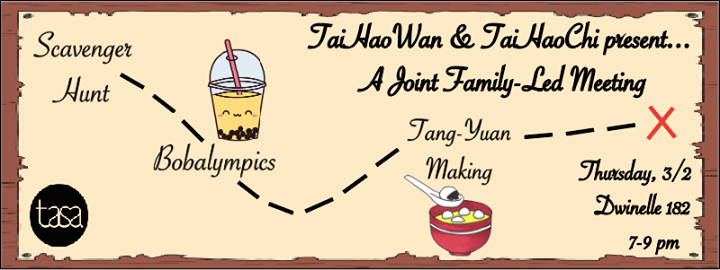 TaiHaoWan & TaiHaoChi present...
A Joint Family-Led Meeting
Scavenger
Hunt
Bobalympics
Tang-Yuan
Making
Thursday, 3/2
Dwinelle 182
7-9 pm
tasa